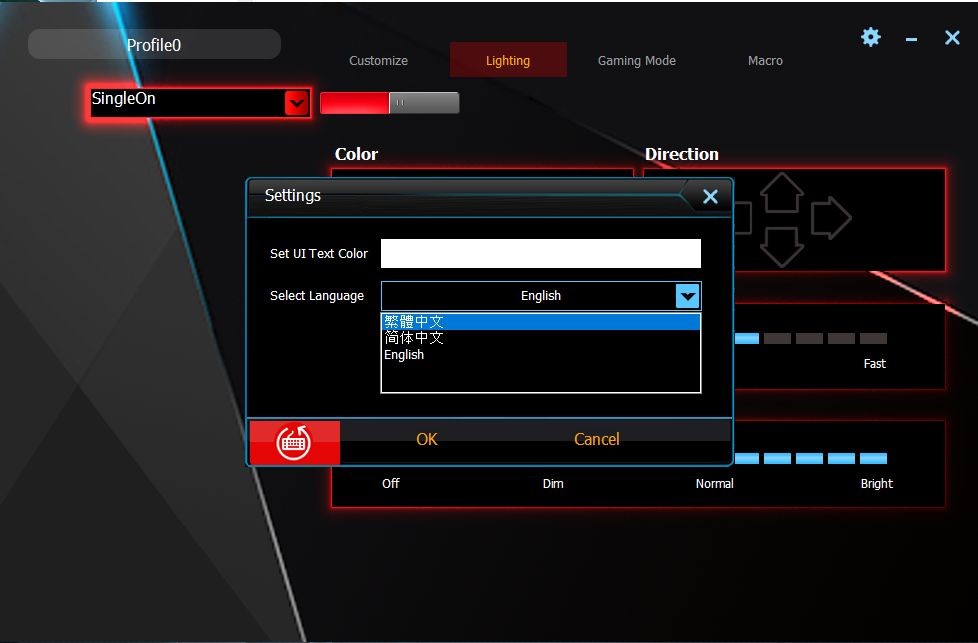 Profile0
Customize
Lighting
Gaming Mode
Macro
SingleOn
Color
Direction
Settings
Set UI Text Color
Select Language
English
繁體中文
简体中文
English
Fast
OK
Cancel
Off
Dim
Normal
Bright